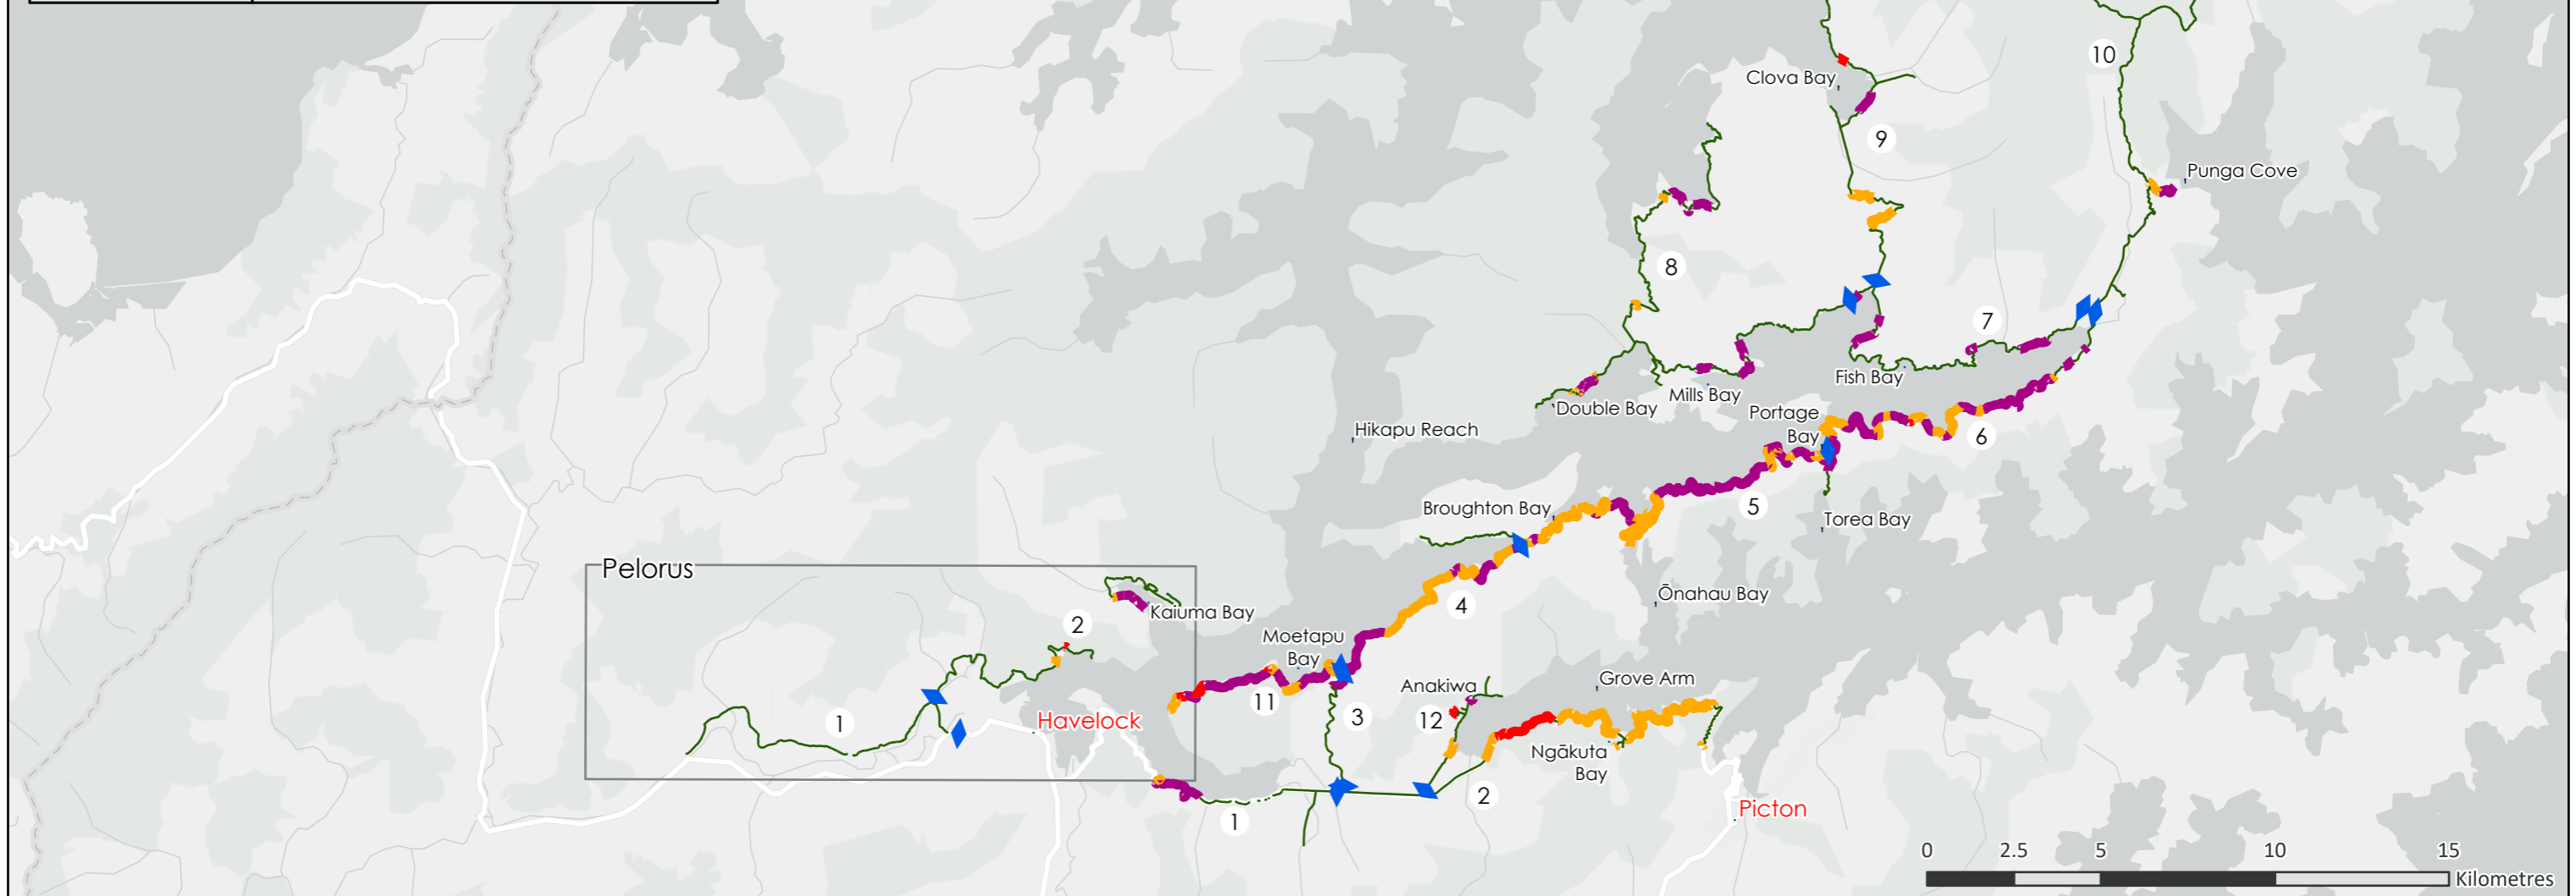 10
Clova Bay
9
Punga Cove
8
7
Fish Bay
Mills Bay
Double Bay
Portage
Bay
Hikapu Reach
6
5
Broughton Bay
Torea Bay
Pelorus
Ōnahau Bay
4
Kaiuma Bay
2
Moetapu
Bay
Grove Arm
Anakiwa
11
3
12
1
Havelock
Ngākuta
Bay
2
1
Picton
0 2.5 5 10 15
Kilometres